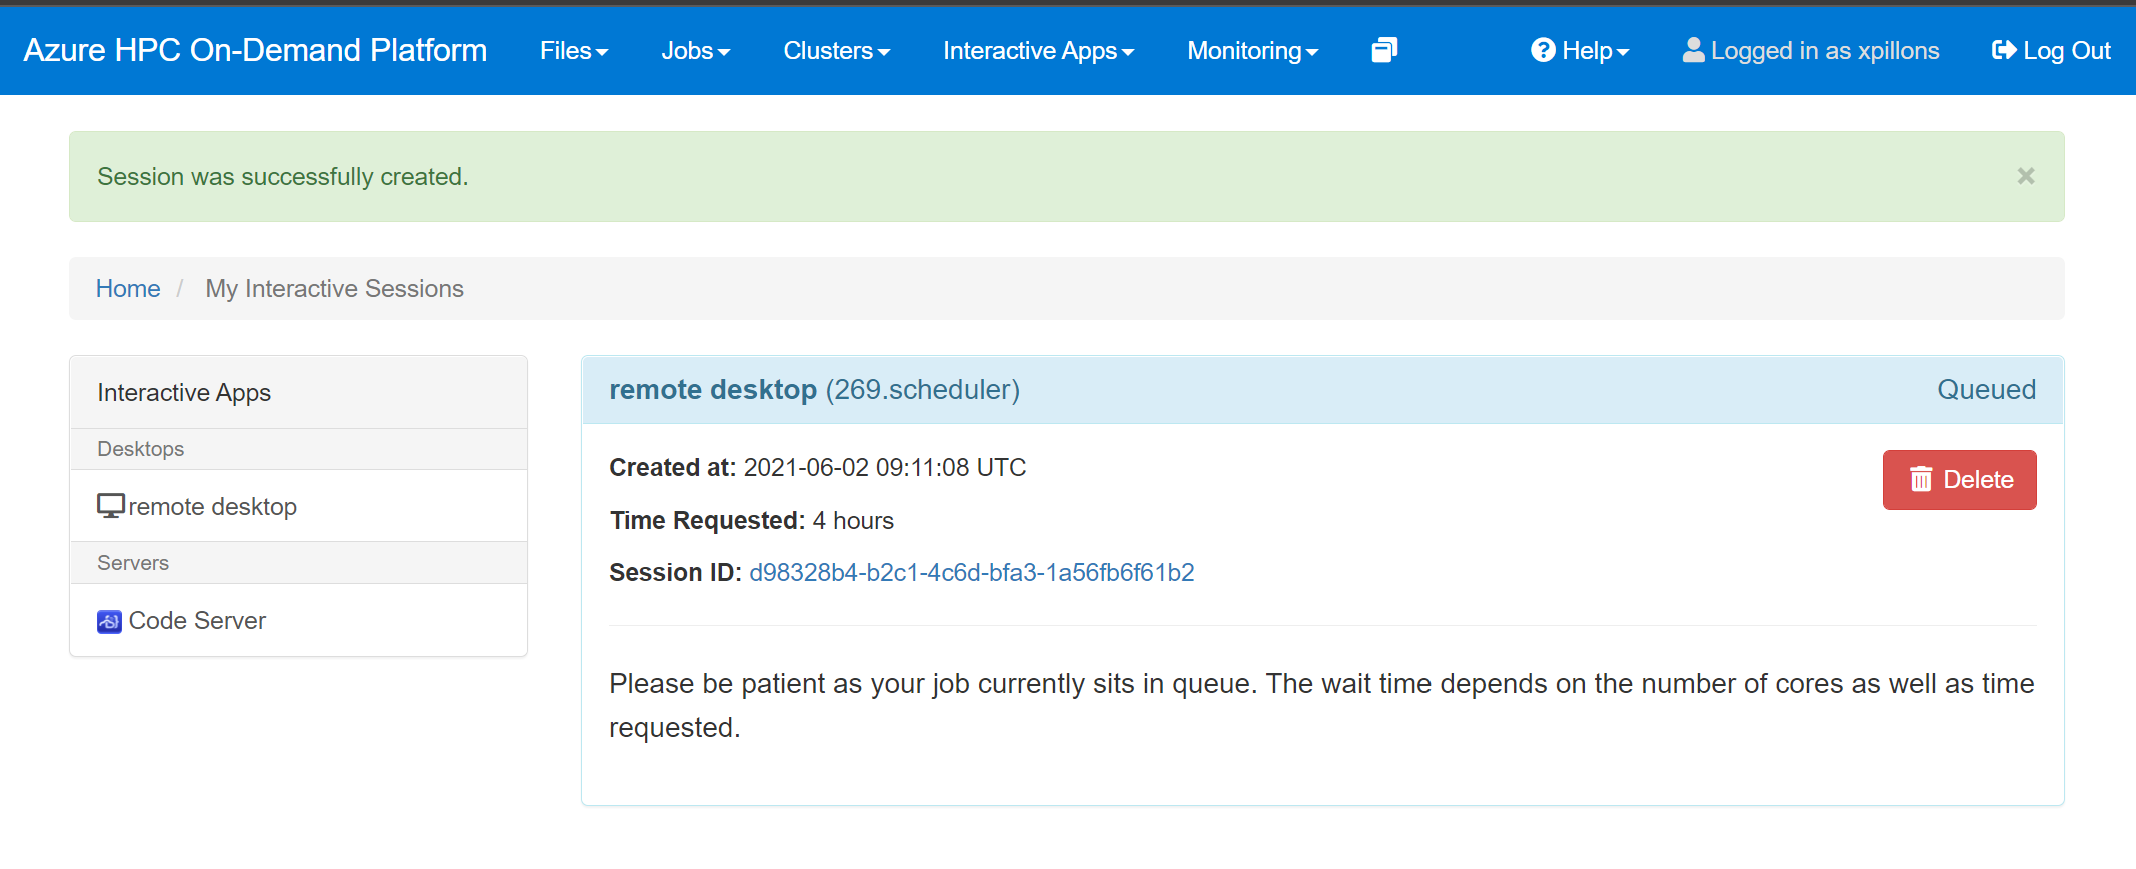 Azure HPC On-Demand Platform Files Jobs Clusters Interactive Apps Monitoring Help Logged in as xpillons Log Out
Session was successfully created. ×
Home / My Interactive Sessions
Interactive Apps
Desktops
remote desktop
Servers
Code Server
remote desktop (269.scheduler) Queued
Created at: 2021-06-02 09:11:08 UTC
Delete
Time Requested: 4 hours
Session ID: d98328b4-b2c1-4c6d-bfa3-1a56fb6f61b2
Please be patient as your job currently sits in queue. The wait time depends on the number of cores as well as time
requested.